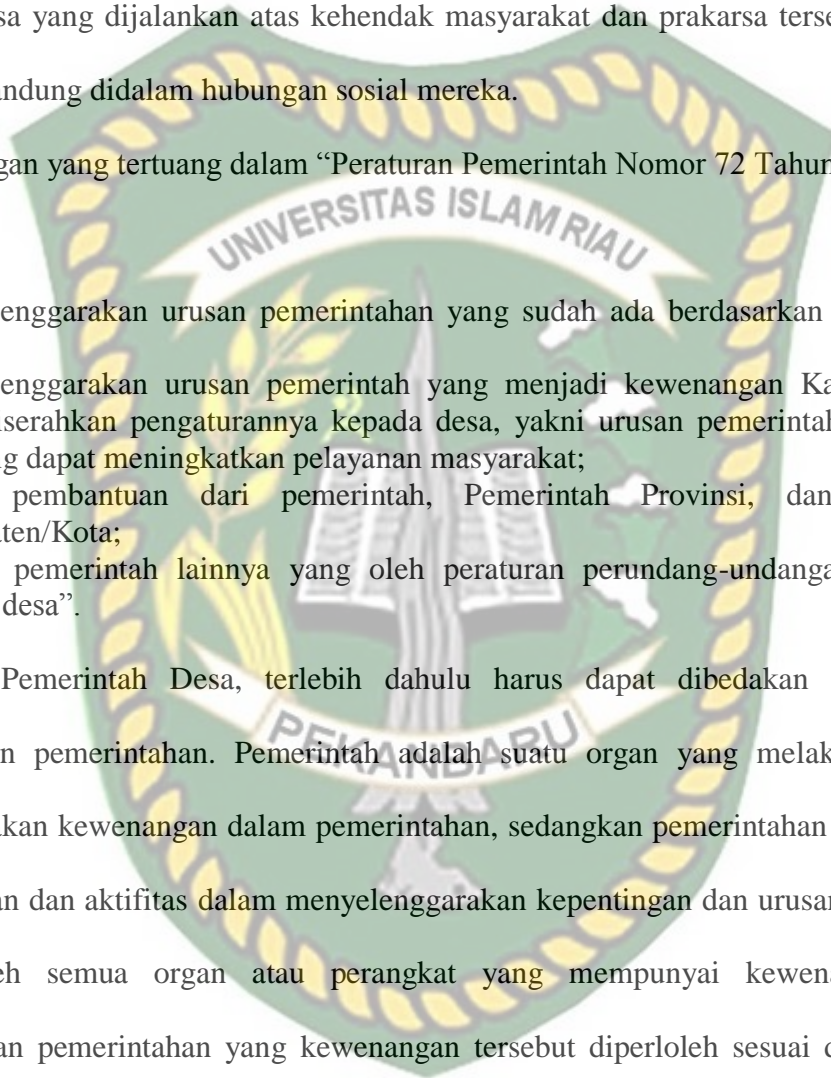 sa yang dijalankan atas kehendak masyarakat dan prakarsa terse
andung didalam hubungan sosial mereka.
gan yang tertuang dalam “Peraturan Pemerintah Nomor 72 Tahun
UNIVERSITAS ISLAM RIAU
enggarakan urusan pemerintahan yang sudah ada berdasarkan
enggarakan urusan pemerintah yang menjadi kewenangan Ka
iserahkan pengaturannya kepada desa, yakni urusan pemerintah
ng dapat meningkatkan pelayanan masyarakat;
pembantuan dari pemerintah, Pemerintah Provinsi, dan
aten/Kota;
pemerintah lainnya yang oleh peraturan perundang-undanga
desa”.
Pemerintah Desa, terlebih dahulu harus dapat dibedakan
PEKANBARU
n pemerintahan. Pemerintah adalah suatu organ yang melak
akan kewenangan dalam pemerintahan, sedangkan pemerintahan
an dan aktifitas dalam menyelenggarakan kepentingan dan urusan
eh semua organ atau perangkat yang mempunyai kewena
an pemerintahan yang kewenangan tersebut diperloleh sesuai d